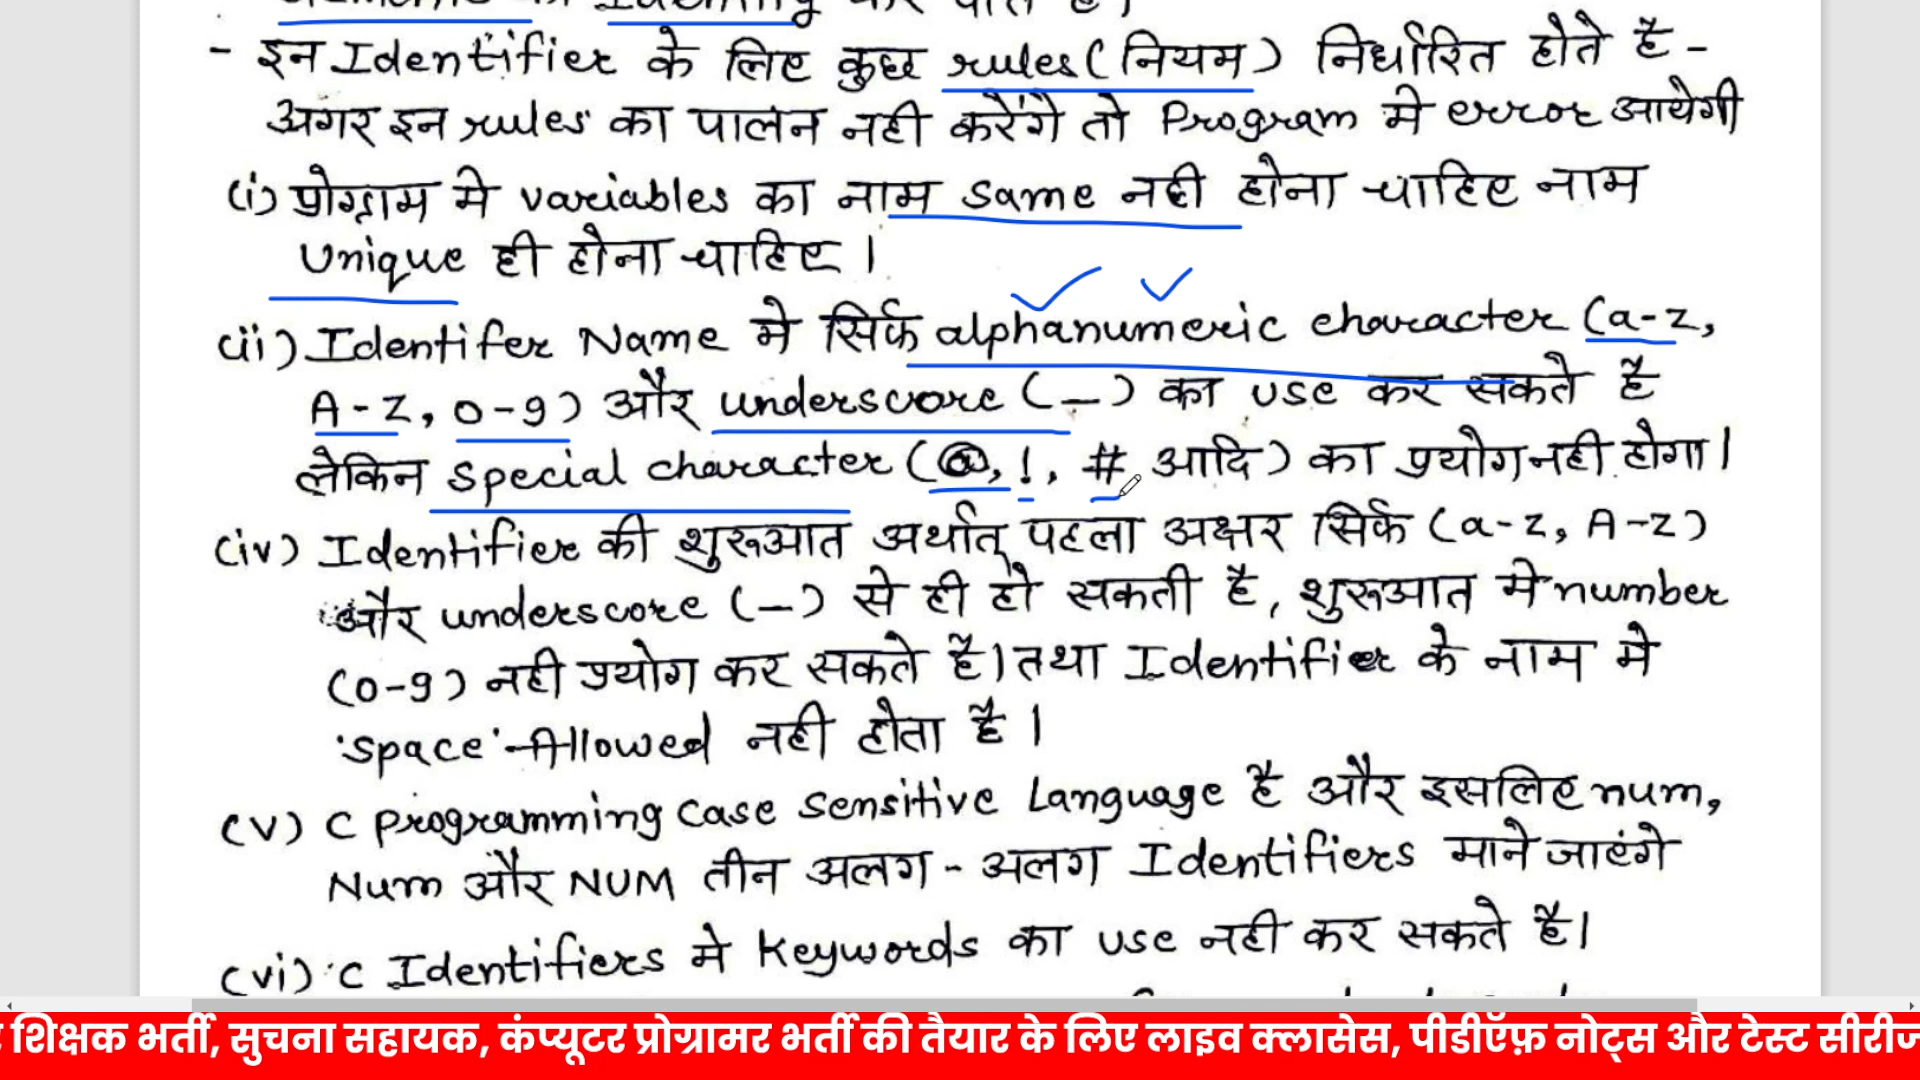 Identity कर पाते है।
- इन Identifier के लिए कुछ rules (नियम) निर्धारित होते है -
अगर इन rules का पालन नही करेंगे तो Program मे error आयेगी
(i) प्रोग्राम मे variables का नाम same नही होना चाहिए नाम
Unique ही होना चाहिए।
(ii) Identifer Name मे सिर्फ alphanumeric character (a-z,
A-Z, 0-9) और underscore (_) का use कर सकते है
लेकिन special character (@, !, # आदि) का प्रयोग नही होगा।
(iv) Identifier की शुरूआत अर्थात् पहला अक्षर सिर्फ (a-z, A-Z)
और underscore (_) से ही हो सकती है, शुरूआत मे number
(0-9) नही प्रयोग कर सकते है। तथा Identifier के नाम मे
'space' Allowed नही होता है।
(v) C programming case sensitive Language है और इसलिए num,
Num और NUM तीन अलग - अलग Identifiers माने जाएंगे
(vi) C Identifiers मे keywords का use नही कर सकते है।
शिक्षक भर्ती, सुचना सहायक, कंप्यूटर प्रोग्रामर भर्ती की तैयार के लिए लाइव क्लासेस, पीडीऍफ़ नोट्स और टेस्ट सीरीज